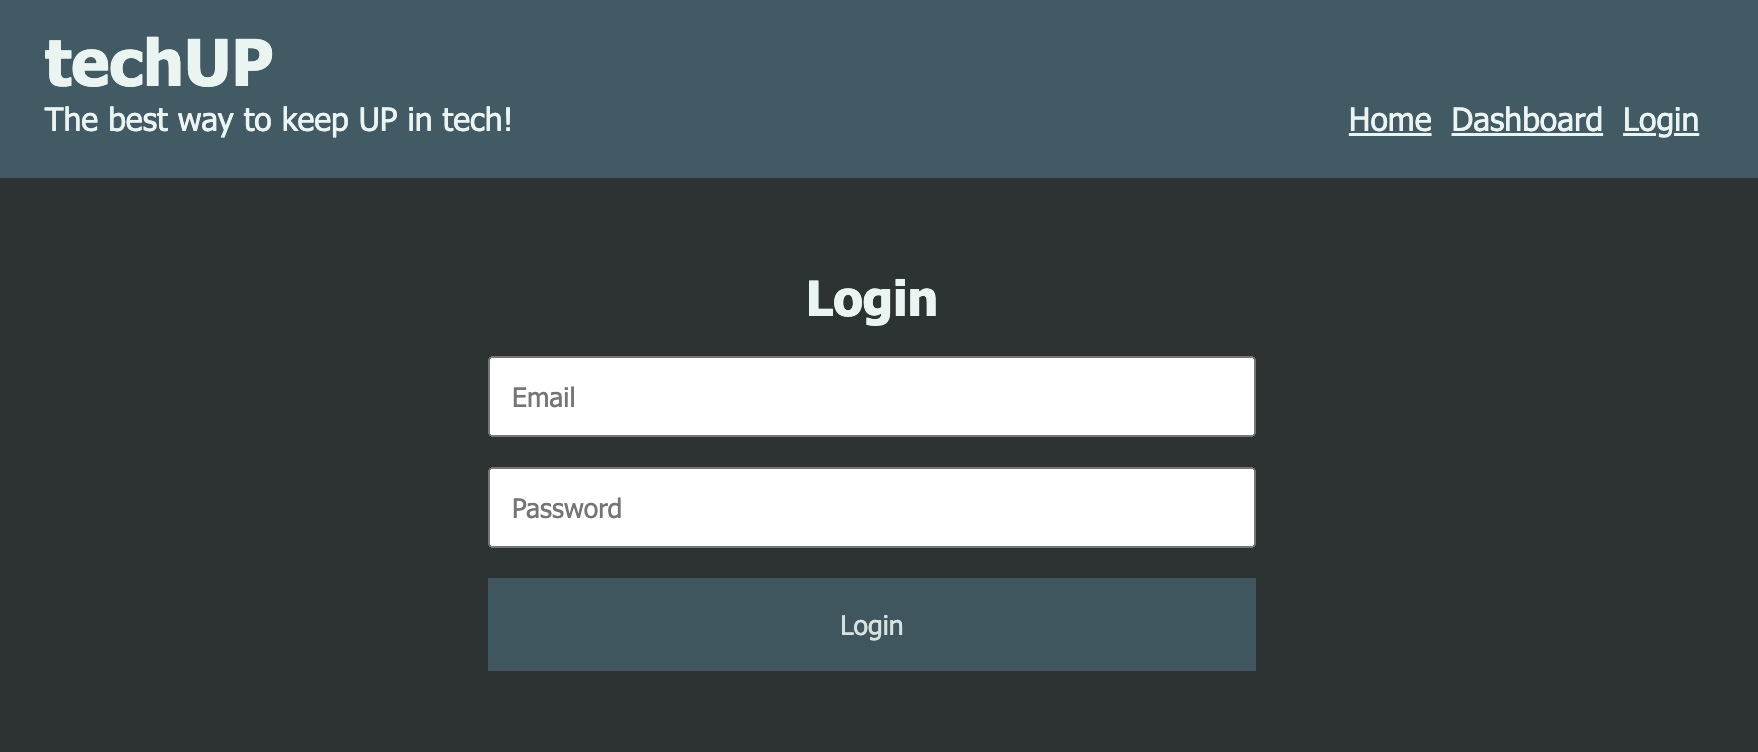 techUP
The best way to keep UP in tech!
Home Dashboard Login
Login
Email
Password
Login